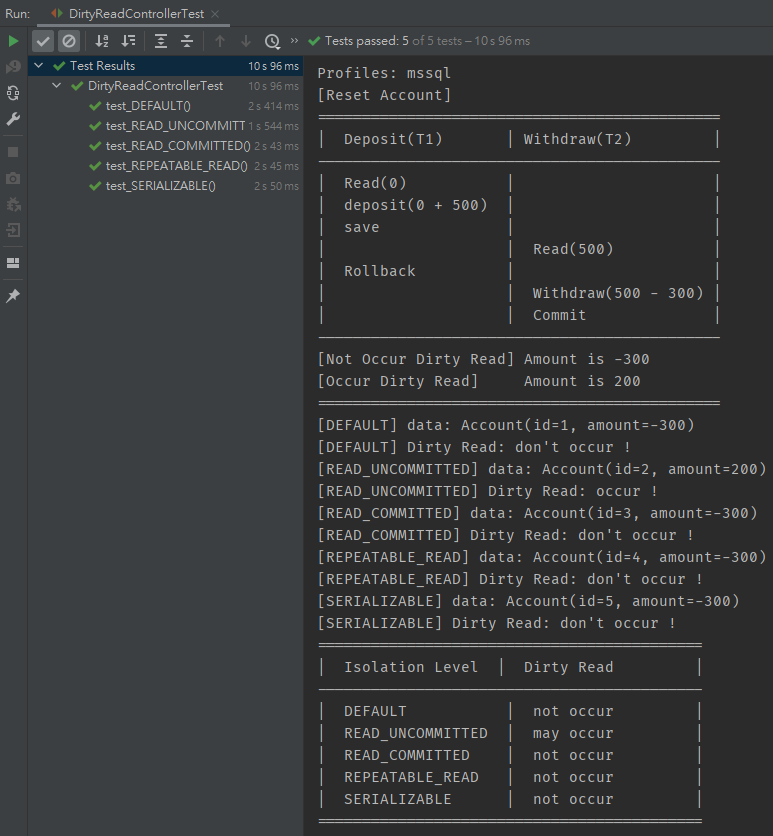 Run: DirtyReadControllerTest
Tests passed: 5 of 5 tests – 10 s 96 ms
Test Results 10 s 96 ms
DirtyReadControllerTest 10 s 96 ms
test_DEFAULT() 2 s 414 ms
test_READ_UNCOMMITT 1 s 544 ms
test_READ_COMMITTED() 2 s 43 ms
test_REPEATABLE_READ() 2 s 45 ms
test_SERIALIZABLE() 2 s 50 ms
Profiles: mssql
[Reset Account]
============================================
| Deposit(T1) | Withdraw(T2) |
--------------------------------------------
| Read(0) | |
| deposit(0 + 500) | |
| save | |
| | Read(500) |
| Rollback | |
| | Withdraw(500 - 300) |
| | Commit |
--------------------------------------------
[Not Occur Dirty Read] Amount is -300
[Occur Dirty Read] Amount is 200
============================================
[DEFAULT] data: Account(id=1, amount=-300)
[DEFAULT] Dirty Read: don't occur !
[READ_UNCOMMITTED] data: Account(id=2, amount=200)
[READ_UNCOMMITTED] Dirty Read: occur !
[READ_COMMITTED] data: Account(id=3, amount=-300)
[READ_COMMITTED] Dirty Read: don't occur !
[REPEATABLE_READ] data: Account(id=4, amount=-300)
[REPEATABLE_READ] Dirty Read: don't occur !
[SERIALIZABLE] data: Account(id=5, amount=-300)
[SERIALIZABLE] Dirty Read: don't occur !
==========================================
| Isolation Level | Dirty Read |
------------------------------------------
| DEFAULT | not occur |
| READ_UNCOMMITTED | may occur |
| READ_COMMITTED | not occur |
| REPEATABLE_READ | not occur |
| SERIALIZABLE | not occur |
==========================================